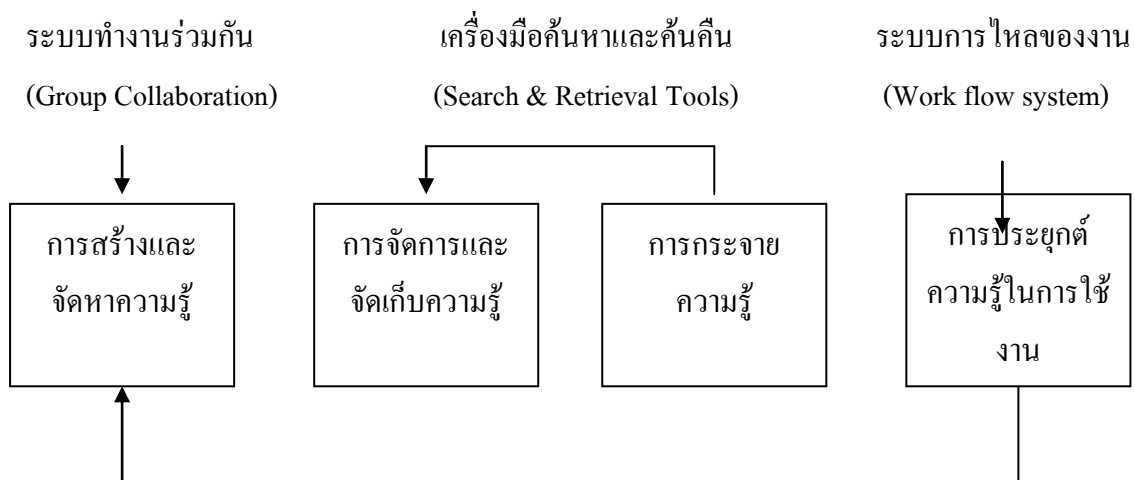 ระบบทำงานร่วมกัน
(Group Collaboration)
เครื่องมือค้นหาและค้นคืน
(Search & Retrieval Tools)
ระบบการไหลของงาน
(Work flow system)
การสร้างและ
จัดหาความรู้
การจัดการและ
จัดเก็บความรู้
การกระจาย
ความรู้
การประยุกต์
ความรู้ในการใช้
งาน